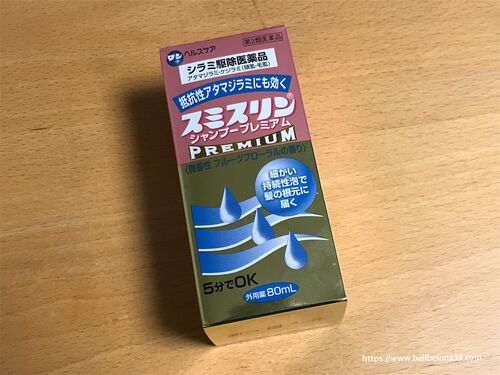 ダンヘルスケア
第2類医薬品
シラミ駆除医薬品
アタマジラミ・ケジラミ(頭虱・毛虱)
抵抗性アタマジラミにも効く
スミスリン®
シャンプープレミアム
PREMIUM
〈微香性 フルーツフローラルの香り〉
細かい
持続性泡で
髪の根元に
届く
5分でOK
外用薬 80mL
https://www.bellbelona39.com